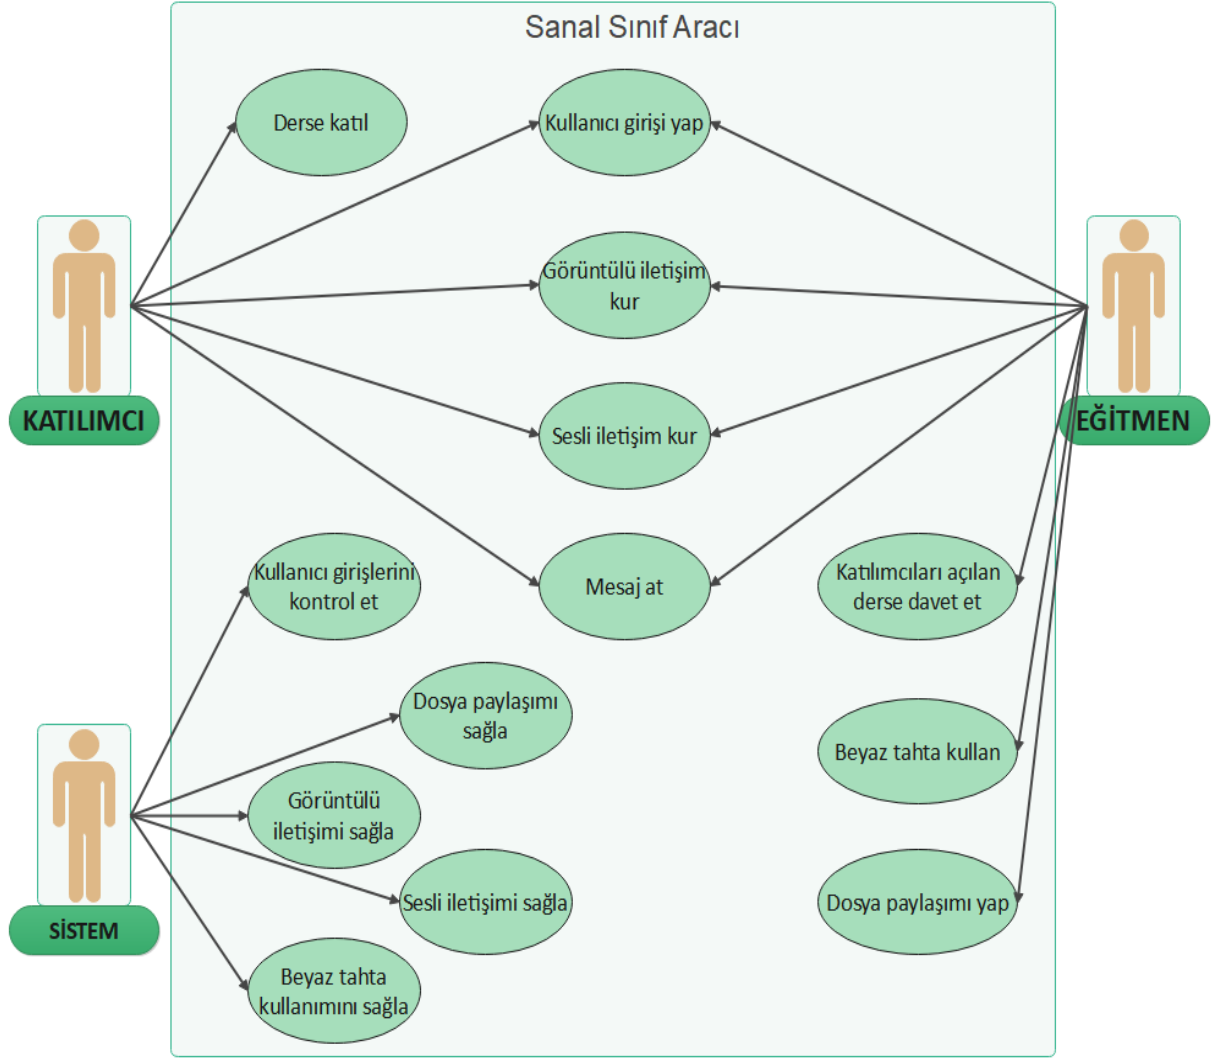 Sanal Sınıf Aracı
Derse katıl
Kullanıcı girişi yap
Görüntülü iletişim
kur
Sesli iletişim kur
Mesaj at
KATILIMCI
EĞİTMEN
Kullanıcı girişlerini
kontrol et
Katılımcıları açılan
derse davet et
Dosya paylaşımı
sağla
Beyaz tahta kullan
Görüntülü
iletişimi sağla
Sesli iletişimi sağla
Dosya paylaşımı yap
SİSTEM
Beyaz tahta
kullanımını sağla